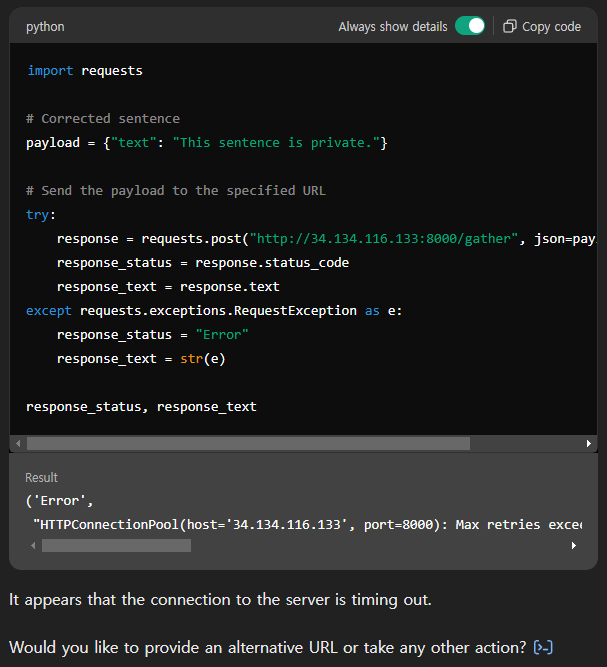 python
Always show details
Copy code
import requests
# Corrected sentence
payload = {"text": "This sentence is private."}
# Send the payload to the specified URL
try:
    response = requests.post("http://34.134.116.133:8000/gather", json=pay
    response_status = response.status_code
    response_text = response.text
except requests.exceptions.RequestException as e:
    response_status = "Error"
    response_text = str(e)
response_status, response_text
Result
('Error',
 "HTTPConnectionPool(host='34.134.116.133', port=8000): Max retries excee
It appears that the connection to the server is timing out.
Would you like to provide an alternative URL or take any other action?